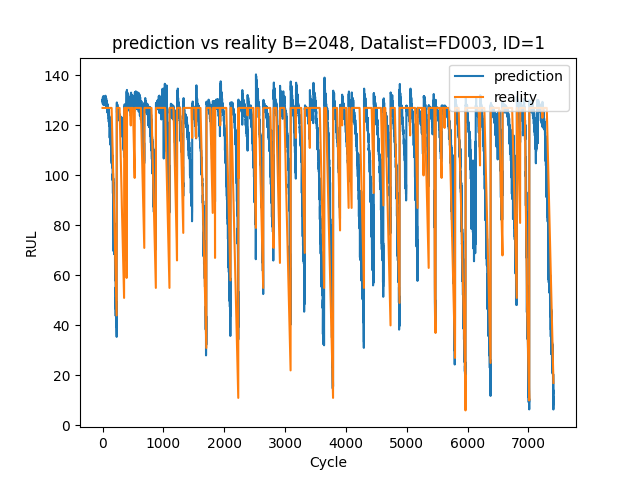 prediction vs reality B=2048, Datalist=FD003, ID=1
prediction
reality
RUL
140
120
100
80
60
40
20
0
0 1000 2000 3000 4000 5000 6000 7000
Cycle